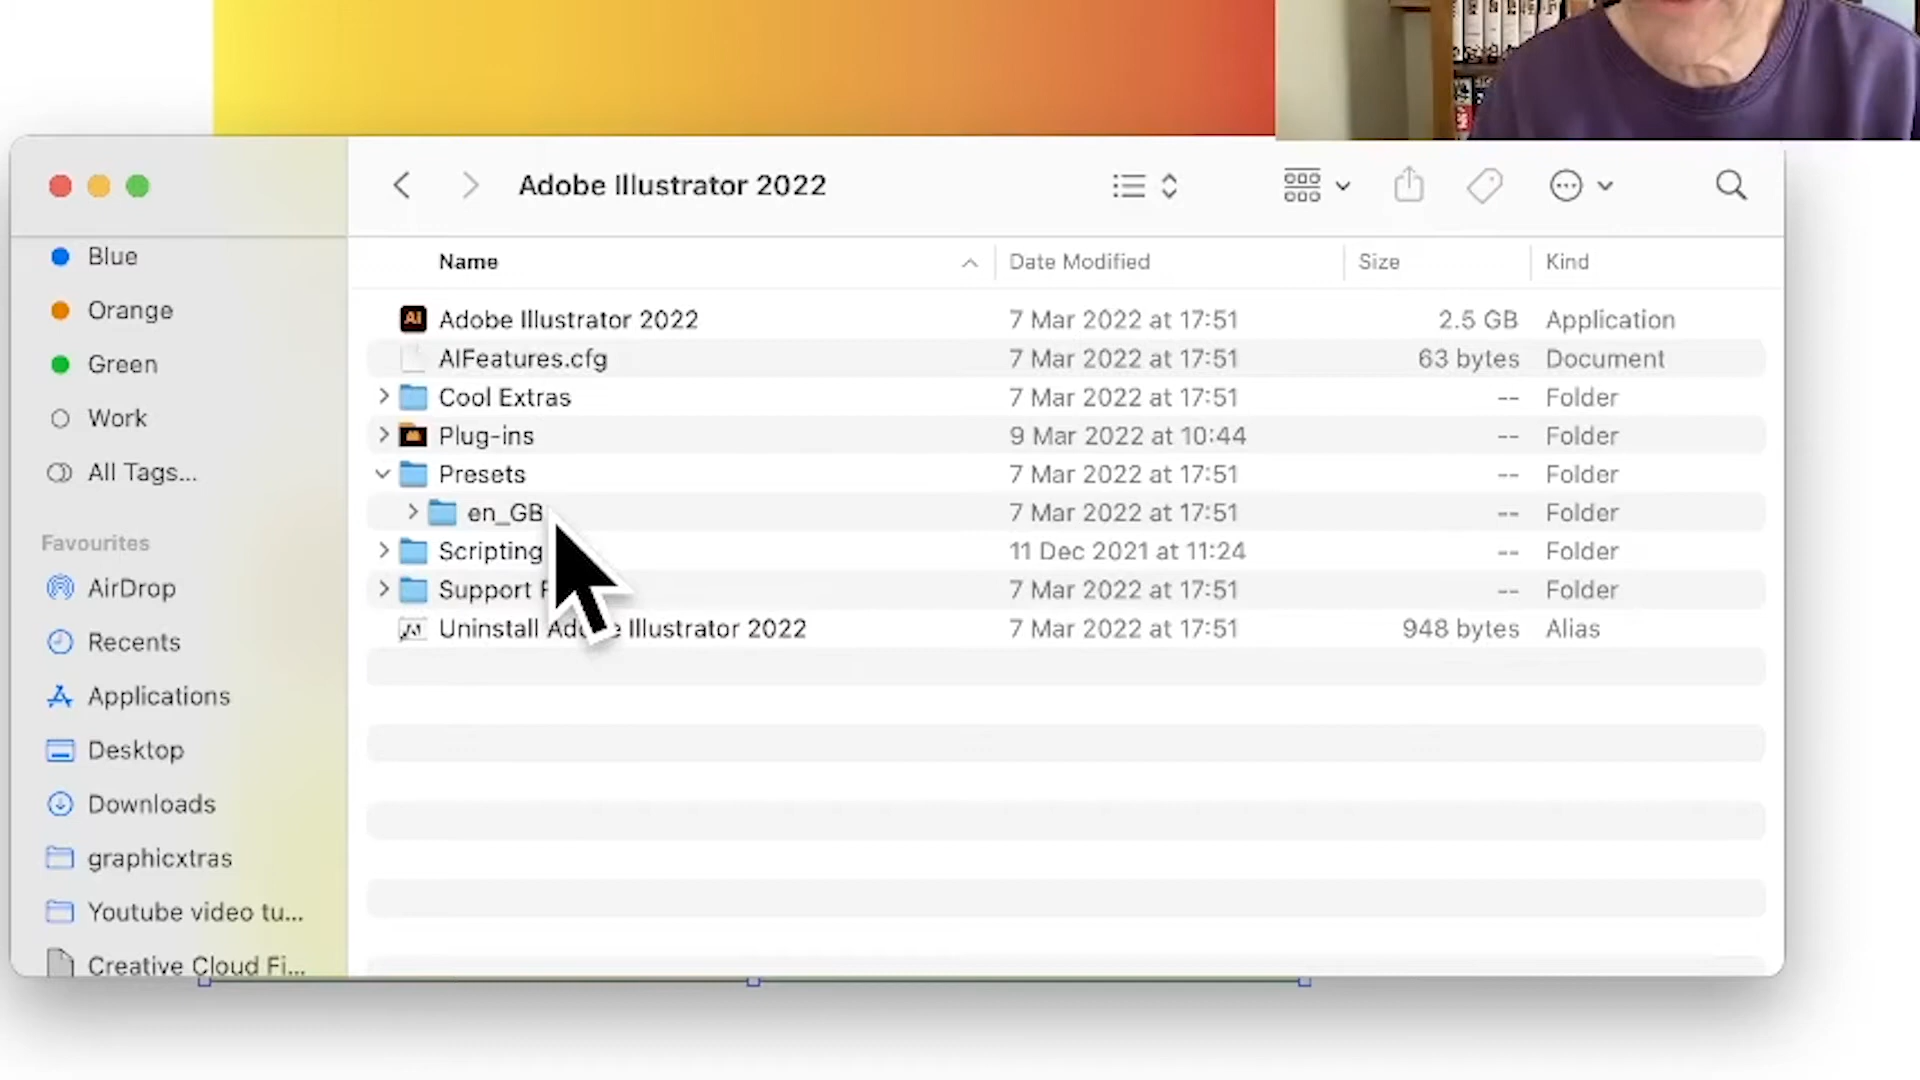 Adobe Illustrator 2022
Blue
Orange
Green
Work
All Tags...
Favourites
AirDrop
Recents
Applications
Desktop
Downloads
graphicxtras
Youtube video tu...
Creative Cloud Fi...
Name Date Modified Size Kind
Adobe Illustrator 2022 7 Mar 2022 at 17:51 2.5 GB Application
AIFeatures.cfg 7 Mar 2022 at 17:51 63 bytes Document
Cool Extras 7 Mar 2022 at 17:51 -- Folder
Plug-ins 9 Mar 2022 at 10:44 -- Folder
Presets 7 Mar 2022 at 17:51 -- Folder
en_GB 7 Mar 2022 at 17:51 -- Folder
Scripting 11 Dec 2021 at 11:24 -- Folder
Support 7 Mar 2022 at 17:51 -- Folder
Uninstall Illustrator 2022 7 Mar 2022 at 17:51 948 bytes Alias